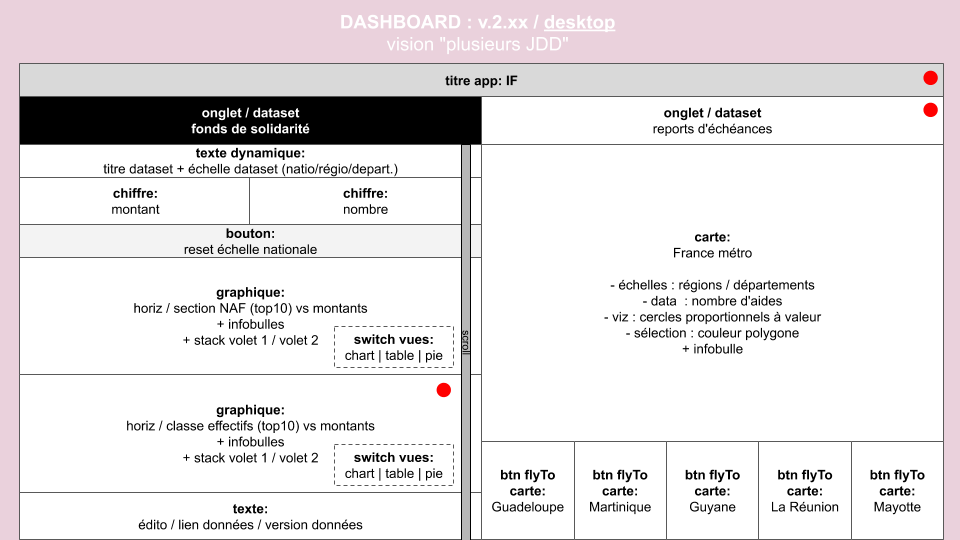 DASHBOARD : v.2.xx / desktop
vision "plusieurs JDD"
titre app: IF
onglet / dataset
fonds de solidarité
onglet / dataset
reports d'échéances
texte dynamique:
titre dataset + échelle dataset (natio/régio/depart.)
chiffre:
montant
chiffre:
nombre
bouton:
reset échelle nationale
graphique:
horiz / section NAF (top10) vs montants
+ infobulles
+ stack volet 1 / volet 2
switch vues:
chart | table | pie
scroll
graphique:
horiz / classe effectifs (top10) vs montants
+ infobulles
+ stack volet 1 / volet 2
switch vues:
chart | table | pie
texte:
édito / lien données / version données
carte:
France métro
- échelles : régions / départements
- data  : nombre d'aides
- viz : cercles proportionnels à valeur
- sélection : couleur polygone
+ infobulle
btn flyTo
carte:
Guadeloupe
btn flyTo
carte:
Martinique
btn flyTo
carte:
Guyane
btn flyTo
carte:
La Réunion
btn flyTo
carte:
Mayotte